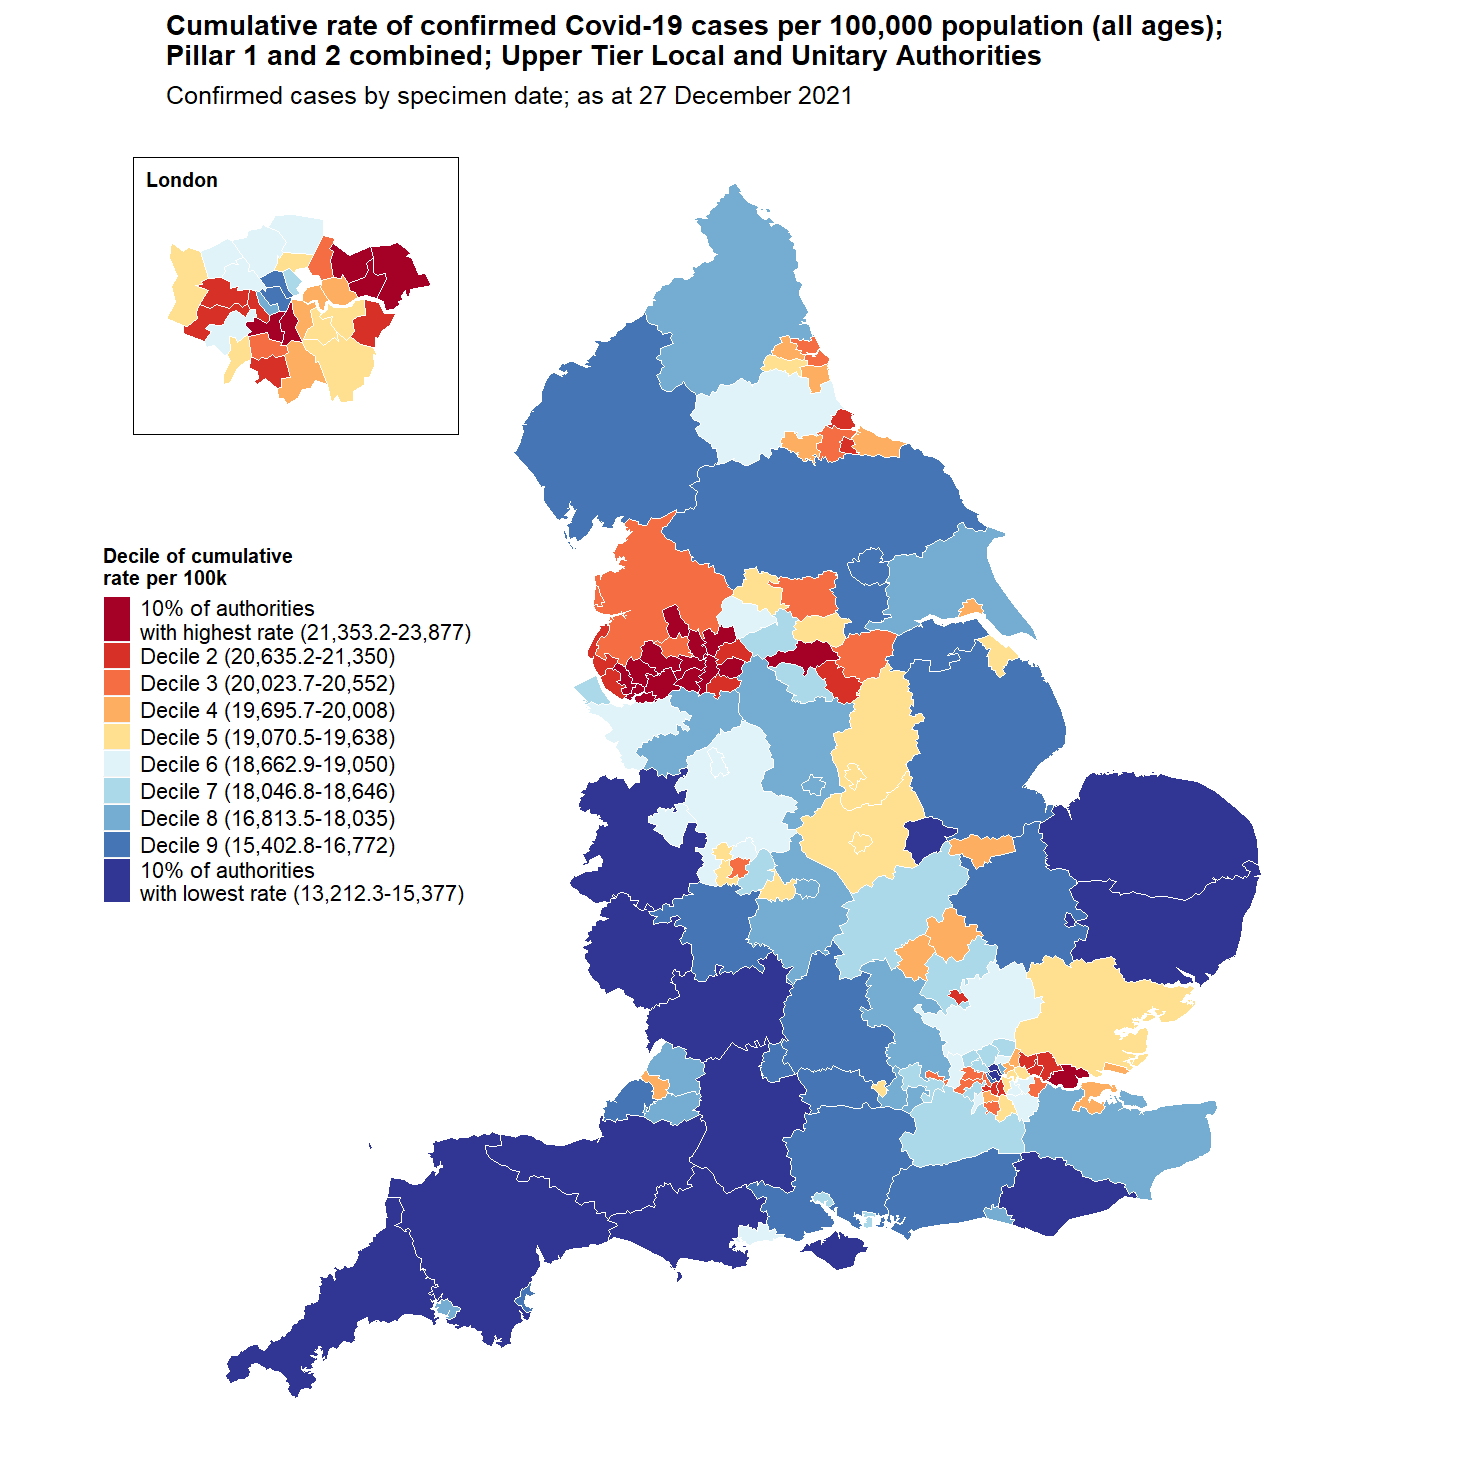 Cumulative rate of confirmed Covid-19 cases per 100,000 population (all ages);
Pillar 1 and 2 combined; Upper Tier Local and Unitary Authorities
Confirmed cases by specimen date; as at 27 December 2021
London
Decile of cumulative
rate per 100k
10% of authorities
with highest rate (21,353.2-23,877)
Decile 2 (20,635.2-21,350)
Decile 3 (20,023.7-20,552)
Decile 4 (19,695.7-20,008)
Decile 5 (19,070.5-19,638)
Decile 6 (18,662.9-19,050)
Decile 7 (18,046.8-18,646)
Decile 8 (16,813.5-18,035)
Decile 9 (15,402.8-16,772)
10% of authorities
with lowest rate (13,212.3-15,377)